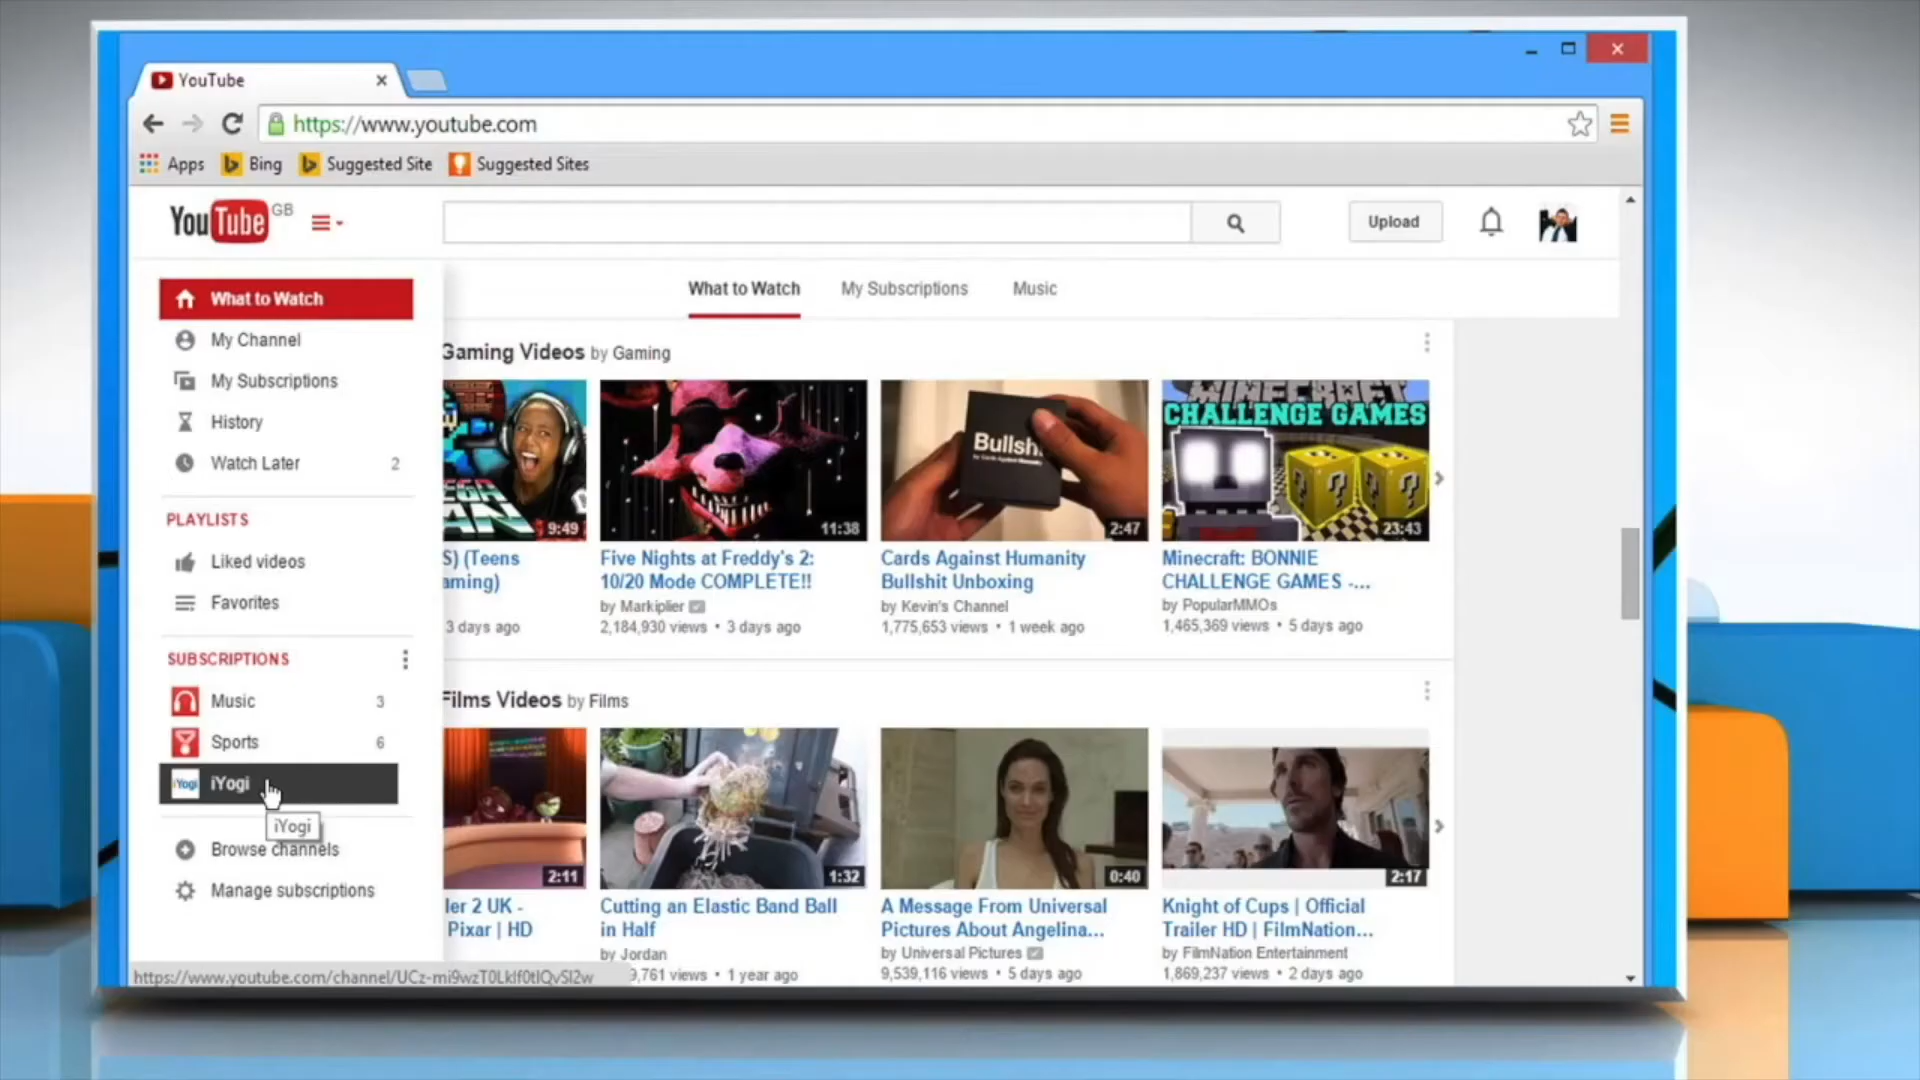 YouTube
https://www.youtube.com
Apps Bing Suggested Site Suggested Sites
YouTube GB
Upload
What to Watch My Subscriptions Music
What to Watch
My Channel
My Subscriptions
History
Watch Later 2
PLAYLISTS
Liked videos
Favorites
SUBSCRIPTIONS
Music 3
Sports 6
iYogi iYogi
iYogi
Browse channels
Manage subscriptions
https://www.youtube.com/channel/UCz-mi9wzT0Lklf0tlQvSl2w
Gaming Videos by Gaming
9:49
11:38
Bullsh
by Cards Against Humanity
2:47
MINECRAFT
CHALLENGE GAMES
23:43
S) (Teens
aming)
3 days ago
Five Nights at Freddy's 2:
10/20 Mode COMPLETE!!
by Markiplier
2,184,930 views • 3 days ago
Cards Against Humanity
Bullshit Unboxing
by Kevin's Channel
1,775,653 views • 1 week ago
Minecraft: BONNIE
CHALLENGE GAMES -...
by PopularMMOs
1,465,369 views • 5 days ago
Films Videos by Films
2:11
1:32
0:40
2:17
ler 2 UK -
Pixar | HD
Cutting an Elastic Band Ball
in Half
by Jordan
9,761 views • 1 year ago
A Message From Universal
Pictures About Angelina...
by Universal Pictures
9,539,116 views • 5 days ago
Knight of Cups | Official
Trailer HD | FilmNation...
by FilmNation Entertainment
1,869,237 views • 2 days ago